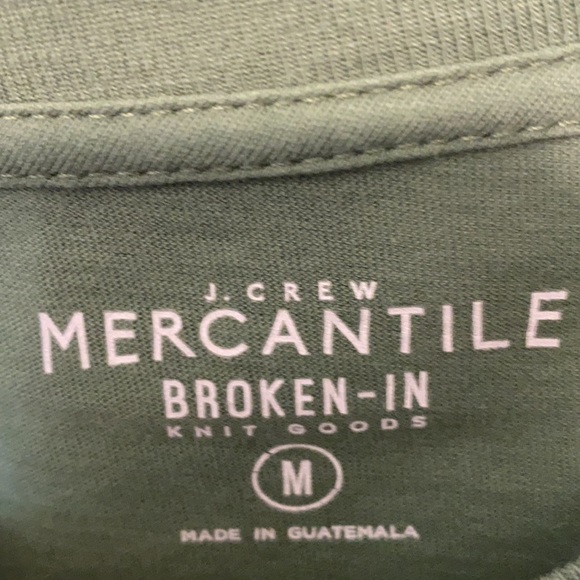 J. CREW
MERCANTILE
BROKEN-IN
KNIT GOODS
M
MADE IN GUATEMALA